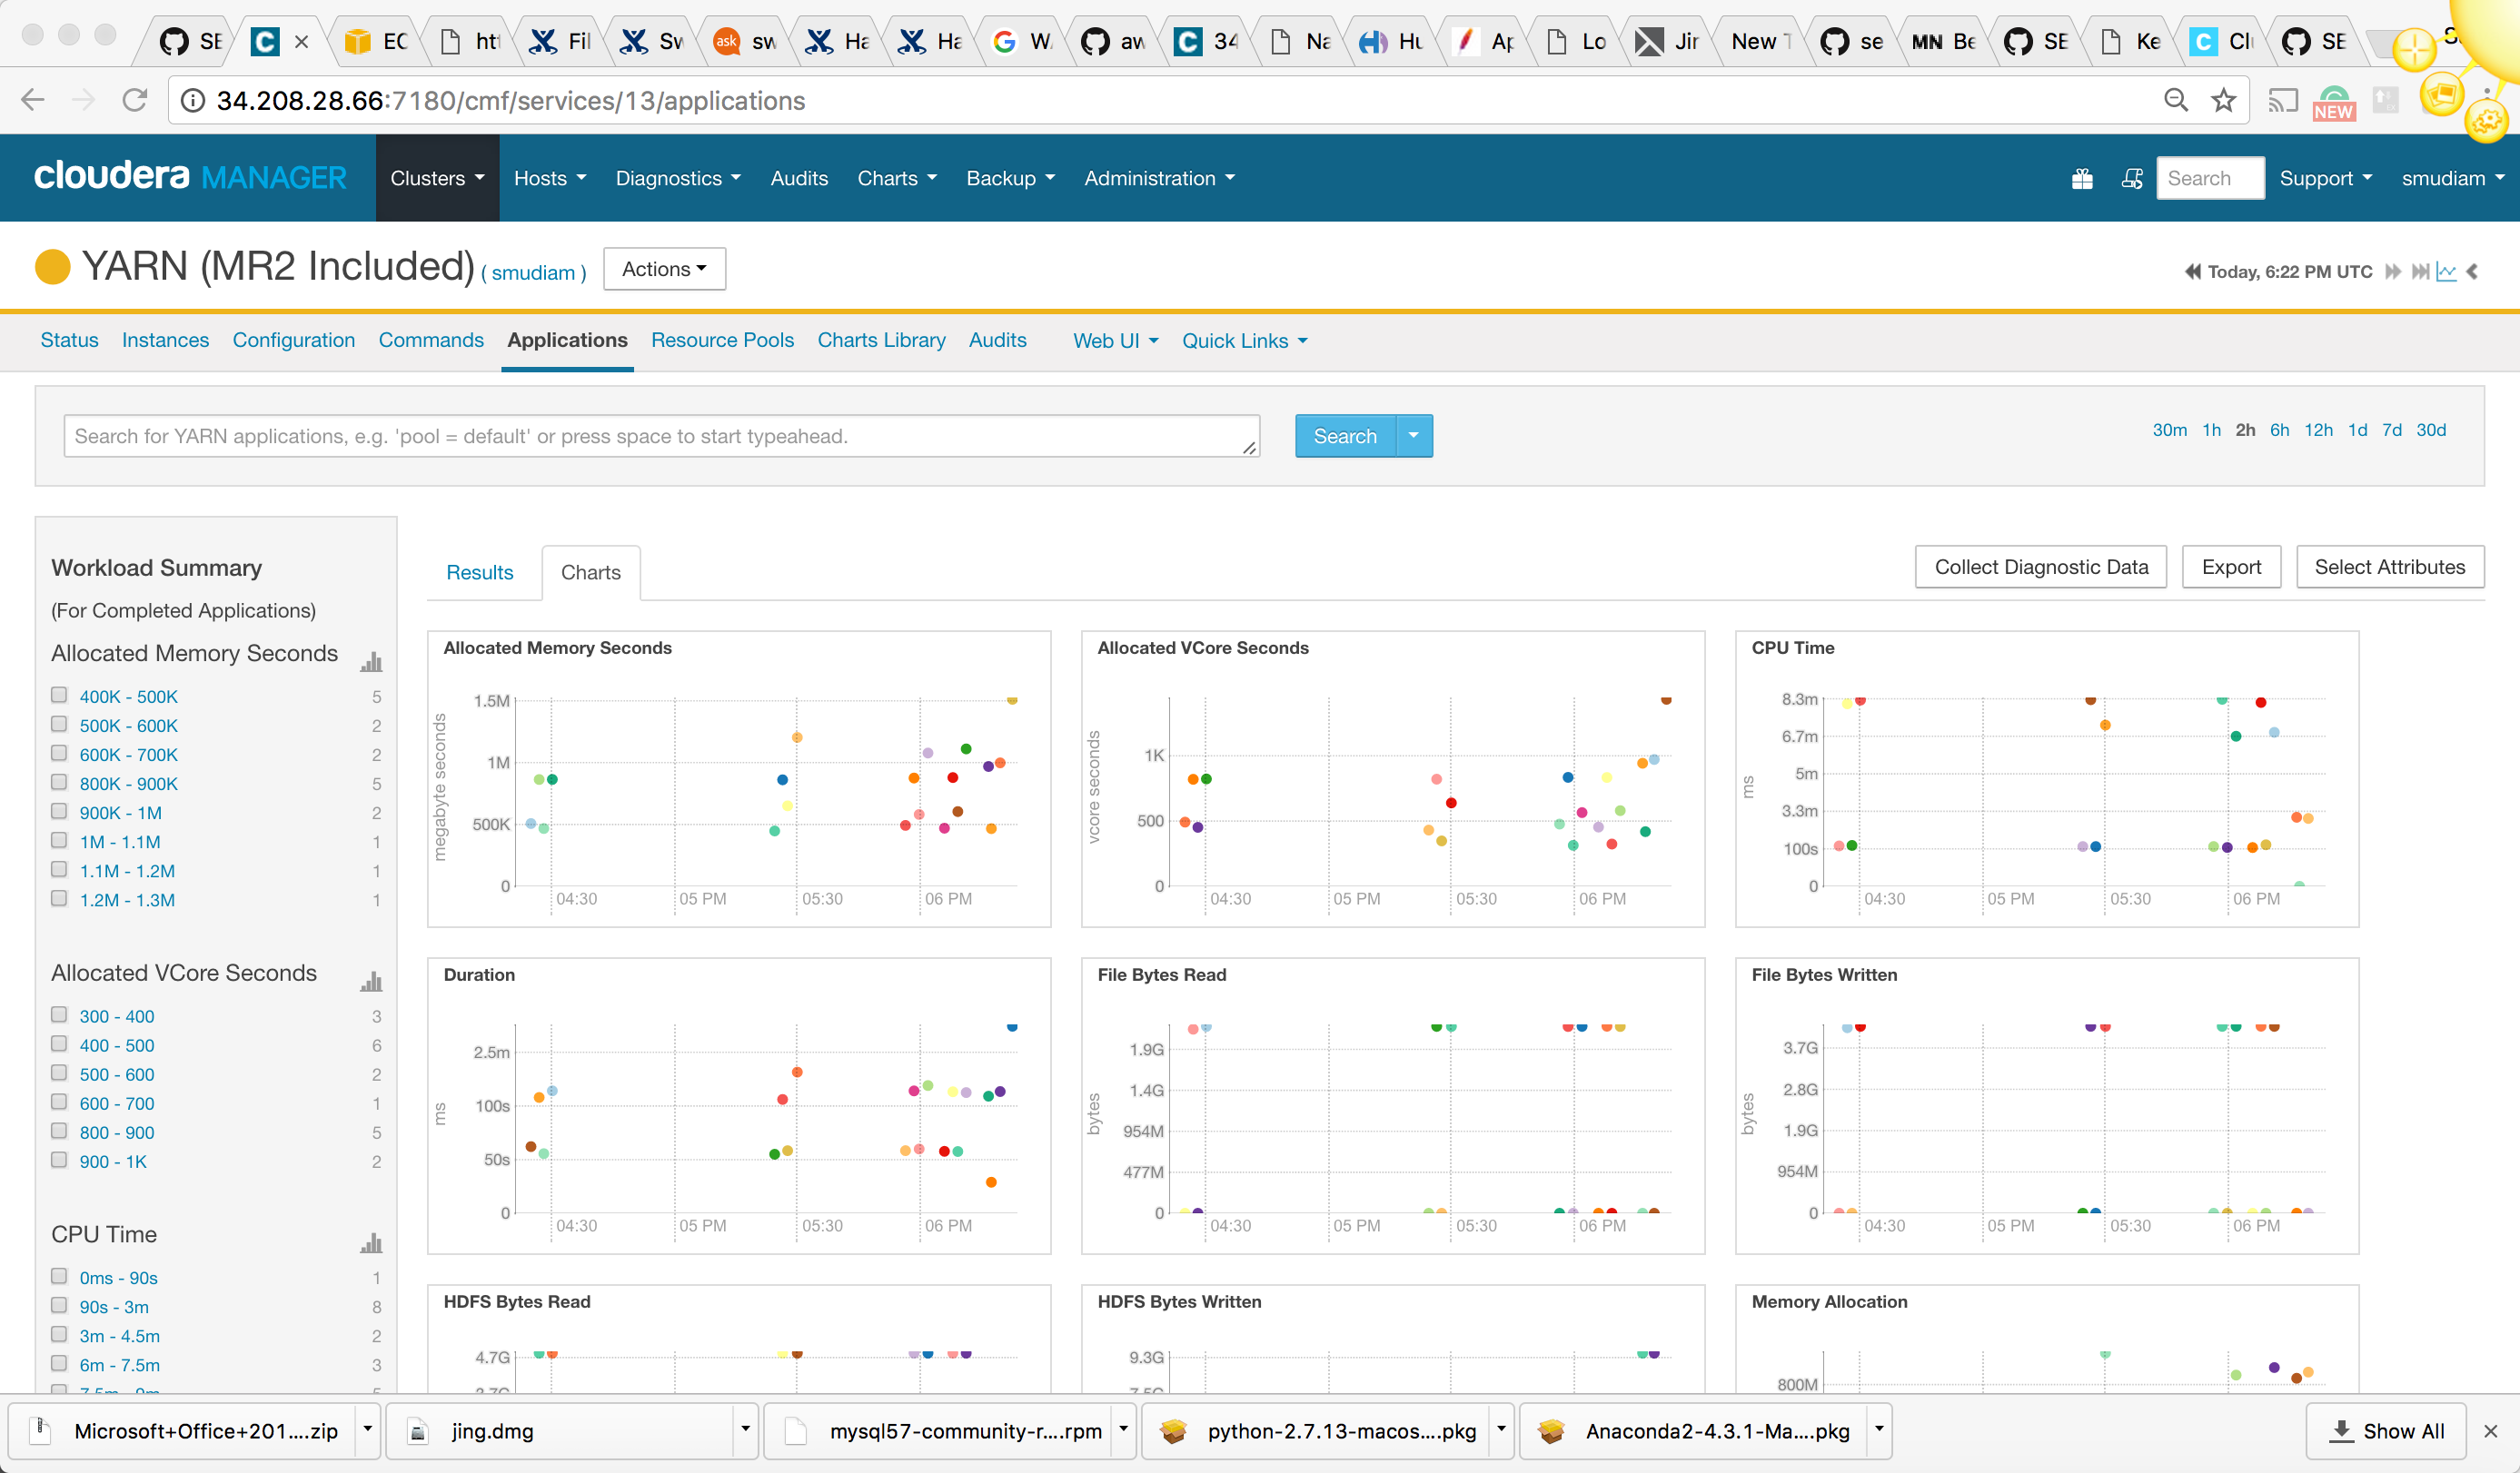 SE
EC
htt
Fil
Sw
ask
sw
Ha
Ha
W
aw
34
Na
Hu
Ap
Lo
Jir
New T
se
MN Be
SE
Ke
Clu
SE
34.208.28.66:7180/cmf/services/13/applications
NEW
cloudera MANAGER Clusters Hosts Diagnostics Audits Charts Backup Administration Search Support smudiam
YARN (MR2 Included) ( smudiam ) Actions Today, 6:22 PM UTC
Status Instances Configuration Commands Applications Resource Pools Charts Library Audits Web UI Quick Links
Search for YARN applications, e.g. 'pool = default' or press space to start typeahead. Search 30m 1h 2h 6h 12h 1d 7d 30d
Workload Summary
(For Completed Applications)
Allocated Memory Seconds
400K - 500K 5
500K - 600K 2
600K - 700K 2
800K - 900K 5
900K - 1M 2
1M - 1.1M 1
1.1M - 1.2M 1
1.2M - 1.3M 1
Allocated VCore Seconds
300 - 400 3
400 - 500 6
500 - 600 2
600 - 700 1
800 - 900 5
900 - 1K 2
CPU Time
0ms - 90s 1
90s - 3m 8
3m - 4.5m 2
6m - 7.5m 3
7.5m - 9m 5
Results Charts Collect Diagnostic Data Export Select Attributes
Allocated Memory Seconds
megabyte seconds
1.5M
1M
500K
0
04:30 05 PM 05:30 06 PM
Allocated VCore Seconds
vcore seconds
1K
500
0
04:30 05 PM 05:30 06 PM
CPU Time
ms
8.3m
6.7m
5m
3.3m
100s
0
04:30 05 PM 05:30 06 PM
Duration
ms
2.5m
100s
50s
0
04:30 05 PM 05:30 06 PM
File Bytes Read
bytes
1.9G
1.4G
954M
477M
0
04:30 05 PM 05:30 06 PM
File Bytes Written
bytes
3.7G
2.8G
1.9G
954M
0
04:30 05 PM 05:30 06 PM
HDFS Bytes Read
4.7G
3.7G
HDFS Bytes Written
9.3G
7.5G
Memory Allocation
800M
Microsoft+Office+201....zip jing.dmg mysql57-community-r....rpm python-2.7.13-macos....pkg Anaconda2-4.3.1-Ma....pkg Show All